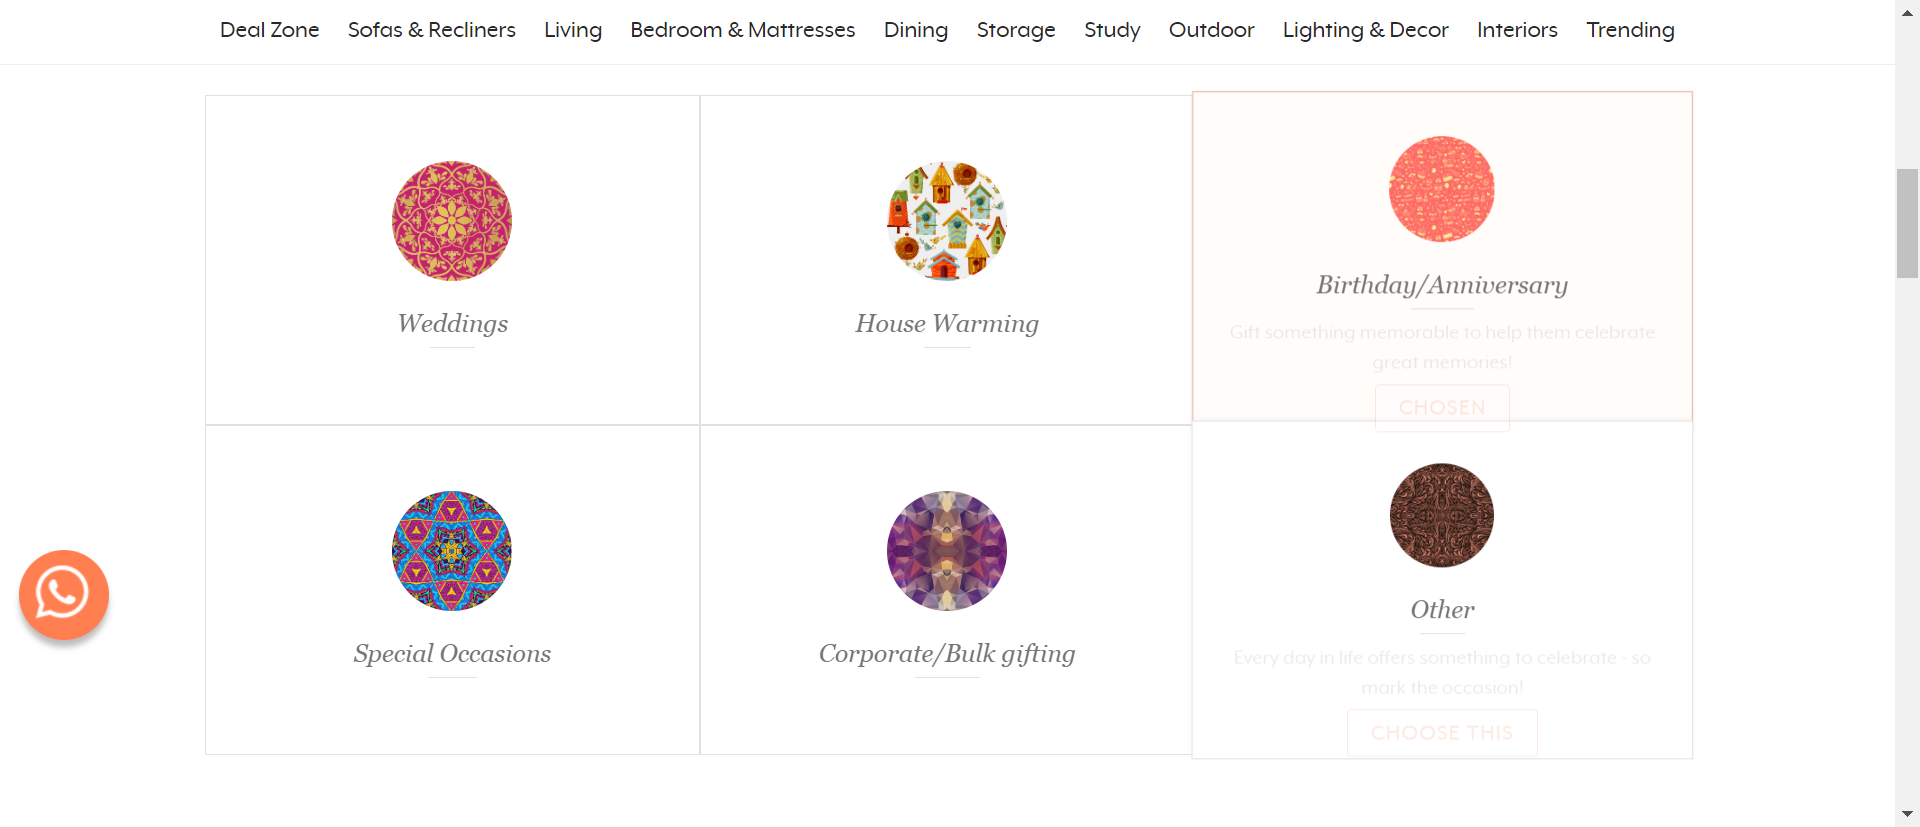 Deal Zone Sofas & Recliners Living Bedroom & Mattresses Dining Storage Study Outdoor Lighting & Decor Interiors Trending
Weddings
House Warming
Birthday/Anniversary
Gift something memorable to help them celebrate
great memories!
CHOSEN
Special Occasions
Corporate/Bulk gifting
Other
Every day in life offers something to celebrate - so
mark the occasion!
CHOOSE THIS